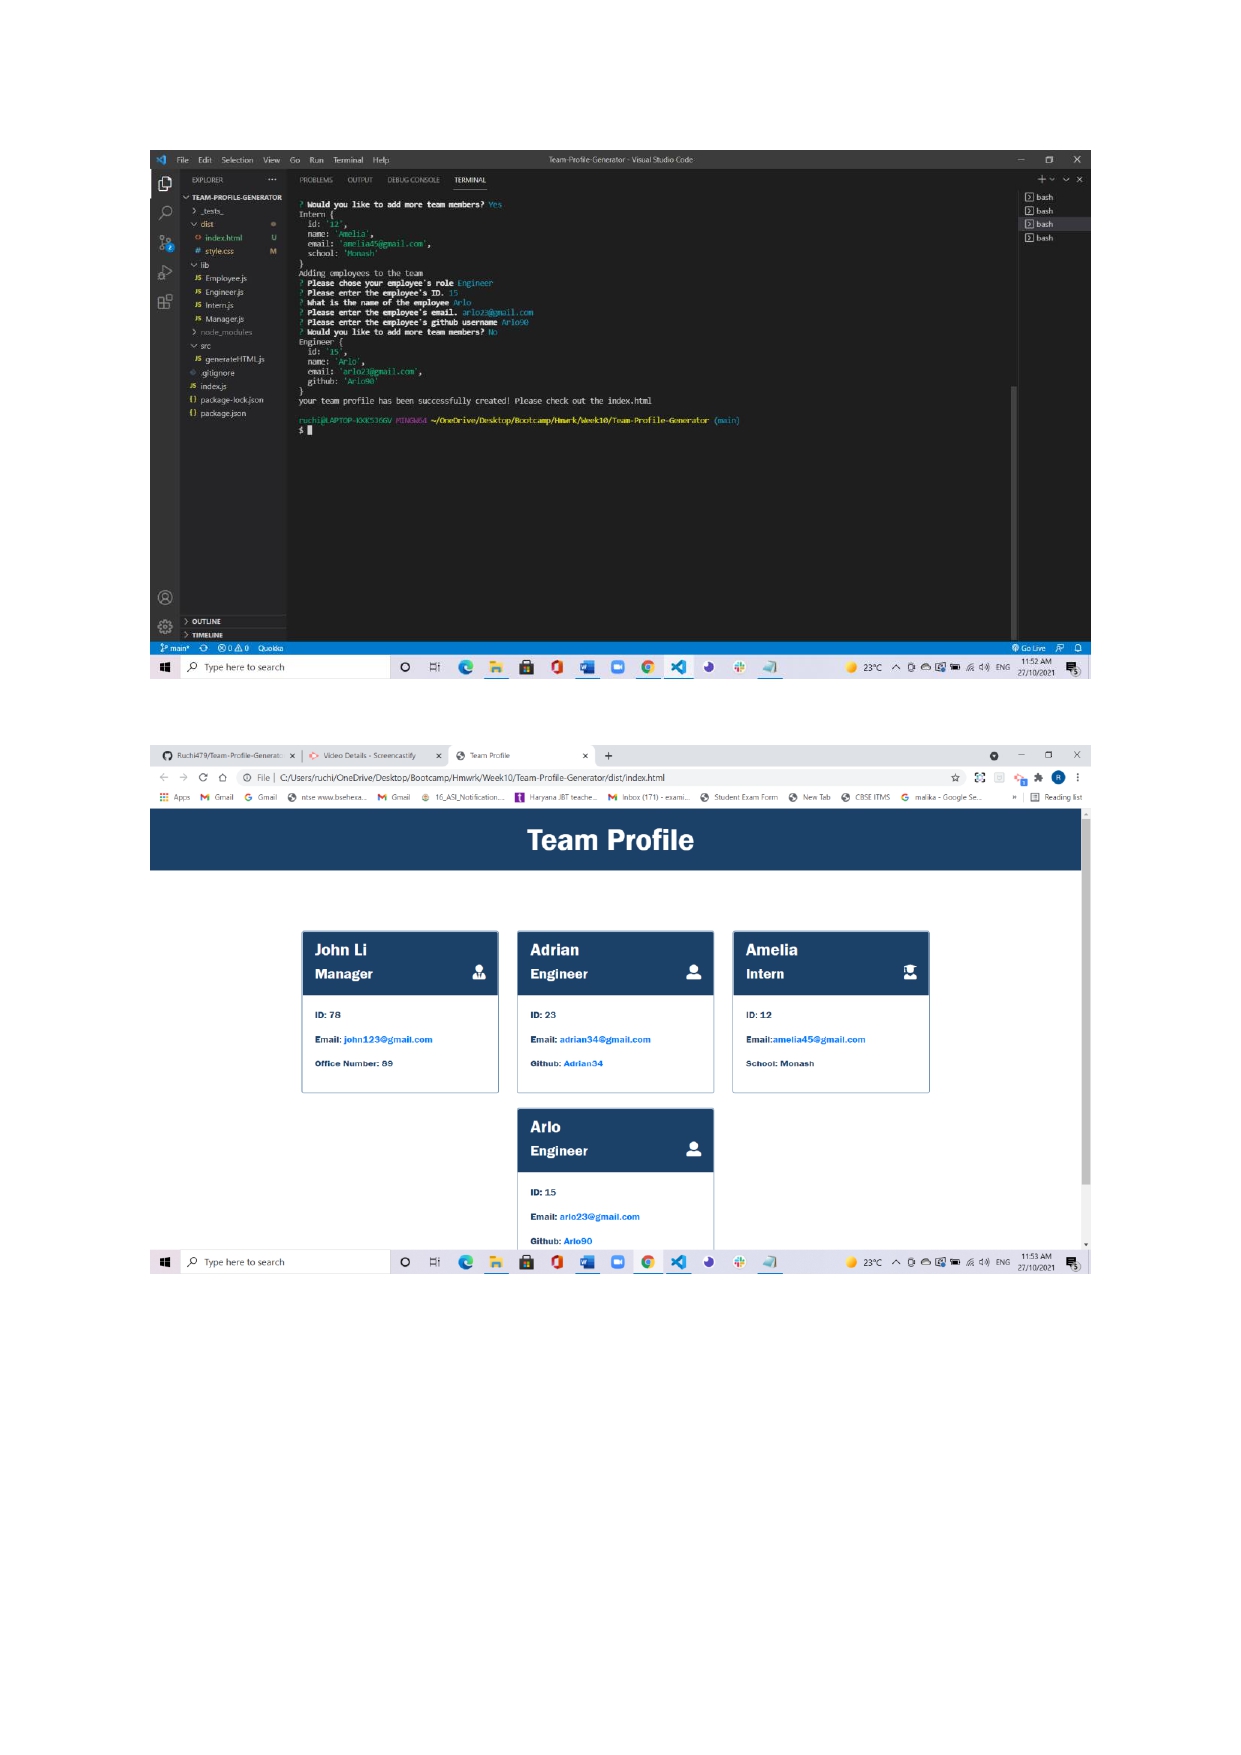 File Edit Selection View Go Run Terminal Help Team-Profile-Generator - Visual Studio Code
EXPLORER
PROBLEMS OUTPUT DEBUG CONSOLE TERMINAL
TEAM-PROFILE-GENERATOR
_tests_
dist
index.html U
style.css M
lib
Employee.js
Engineer.js
Intern.js
Manager.js
node_modules
src
generateHTML.js
.gitignore
index.js
package-lock.json
package.json
OUTLINE
TIMELINE
? Would you like to add more team members? Yes
Intern {
id: '12',
name: 'Amelia',
email: 'amelia45@gmail.com',
school: 'Monash'
}
Adding employees to the team
? Please chose your employee's role Engineer
? Please enter the employee's ID. 15
? What is the name of the employee Arlo
? Please enter the employee's email. arlo23@gmail.com
? Please enter the employee's github username Arlo90
? Would you like to add more team members? No
Engineer {
id: '15',
name: 'Arlo',
email: 'arlo23@gmail.com',
github: 'Arlo90'
}
your team profile has been successfully created! Please check out the index.html
ruchi@LAPTOP-KKK536GV MINGW64 ~/OneDrive/Desktop/Bootcamp/Hmwrk/Week10/Team-Profile-Generator (main)
$
bash
bash
bash
bash
main* 0 0 Quokka Go Live
Type here to search 23°C ENG 11:52 AM
27/10/2021
Ruchi479/Team-Profile-Generat Video Details - Screencastify Team Profile
File C:/Users/ruchi/OneDrive/Desktop/Bootcamp/Hmwrk/Week10/Team-Profile-Generator/dist/index.html
Apps Gmail Gmail ntse www.bsehexa... Gmail 16_ASI_Notification.... Haryana JBT teache... Inbox (171) - exami... Student Exam Form New Tab CBSE ITMS malika - Google Se... » Reading list
Team Profile
John Li
Manager
ID: 78
Email: john123@gmail.com
Office Number: 89
Adrian
Engineer
ID: 23
Email: adrian34@gmail.com
Github: Adrian34
Amelia
Intern
ID: 12
Email:amelia45@gmail.com
School: Monash
Arlo
Engineer
ID: 15
Email: arlo23@gmail.com
Github: Arlo90
Type here to search 23°C ENG 11:53 AM
27/10/2021